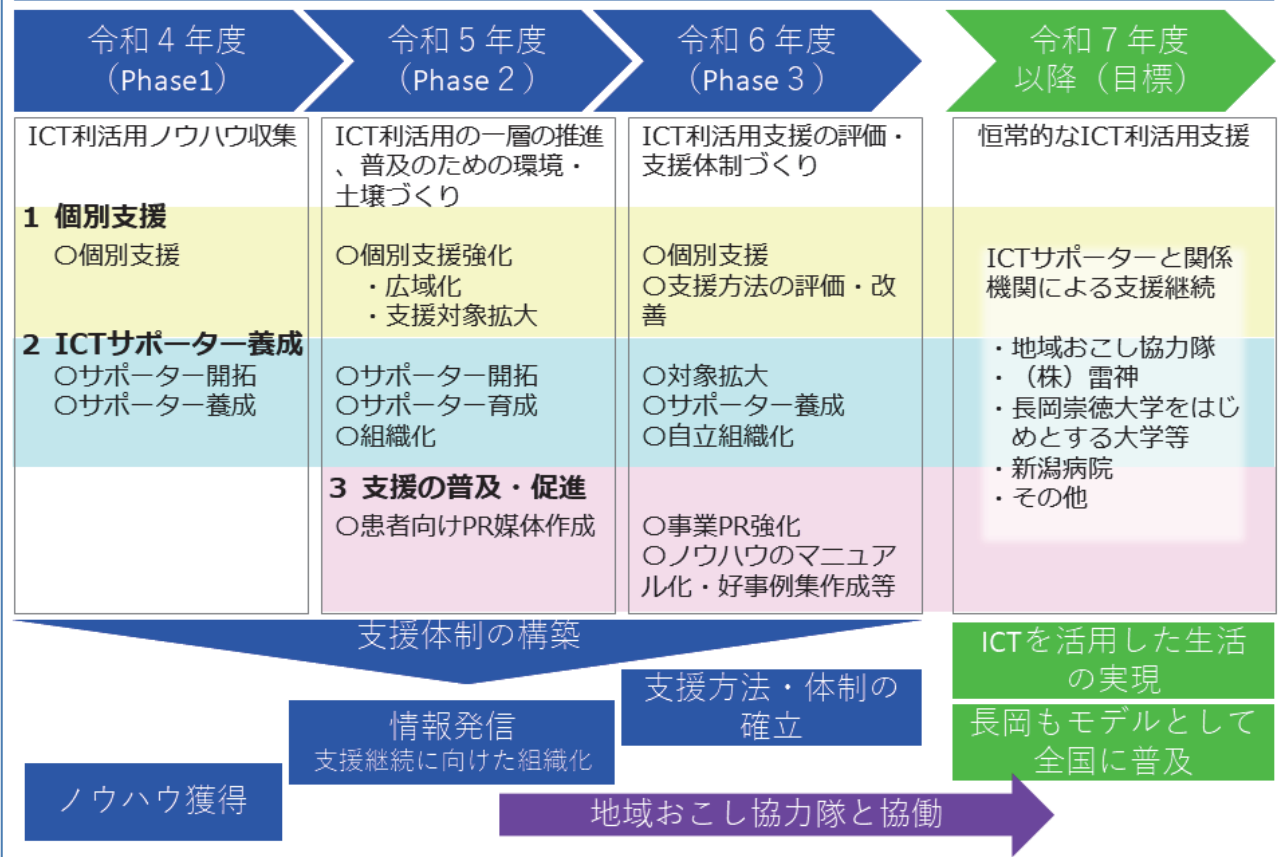 令和４年度
（Phase1）
令和５年度
（Phase２）
令和６年度
（Phase３）
令和７年度
以降（目標）
ICT利活用ノウハウ収集
ICT利活用の一層の推進
、普及のための環境・
土壌づくり
ICT利活用支援の評価・
支援体制づくり
恒常的なICT利活用支援
1 個別支援
〇個別支援
〇個別支援強化
・広域化
・支援対象拡大
〇個別支援
〇支援方法の評価・改
善
2 ICTサポーター養成
〇サポーター開拓
〇サポーター養成
〇サポーター開拓
〇サポーター育成
〇組織化
〇対象拡大
〇サポーター養成
〇自立組織化
3 支援の普及・促進
〇患者向けPR媒体作成
〇事業PR強化
〇ノウハウのマニュア
ル化・好事例集作成等
ICTサポーターと関係
機関による支援継続
・地域おこし協力隊
・（株）雷神
・長岡崇徳大学をはじ
めとする大学等
・新潟病院
・その他
支援体制の構築
ノウハウ獲得
情報発信
支援継続に向けた組織化
支援方法・体制の
確立
ICTを活用した生活
の実現
長岡もモデルとして
全国に普及
地域おこし協力隊と協働